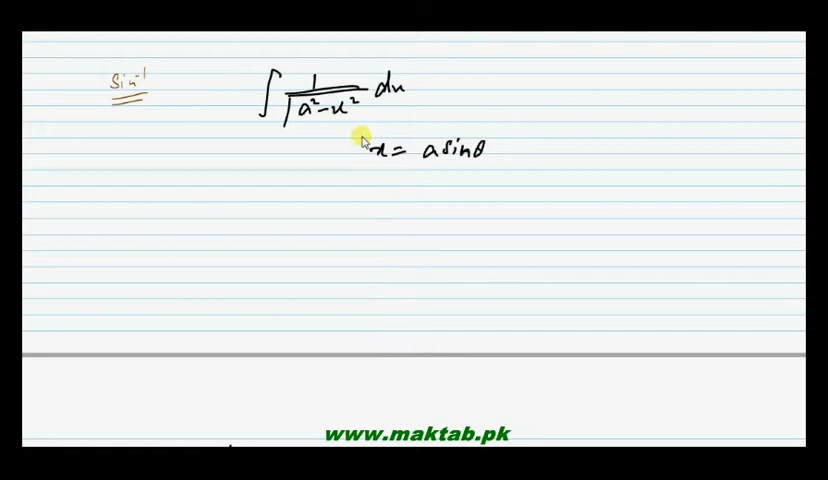 Sin⁻¹
∫ 1/√(a²-x²) dx
x = a sinθ
www.maktab.pk